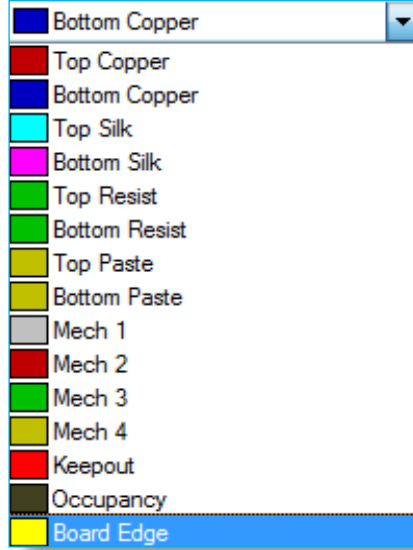 Bottom Copper
Top Copper
Bottom Copper
Top Silk
Bottom Silk
Top Resist
Bottom Resist
Top Paste
Bottom Paste
Mech 1
Mech 2
Mech 3
Mech 4
Keepout
Occupancy
Board Edge